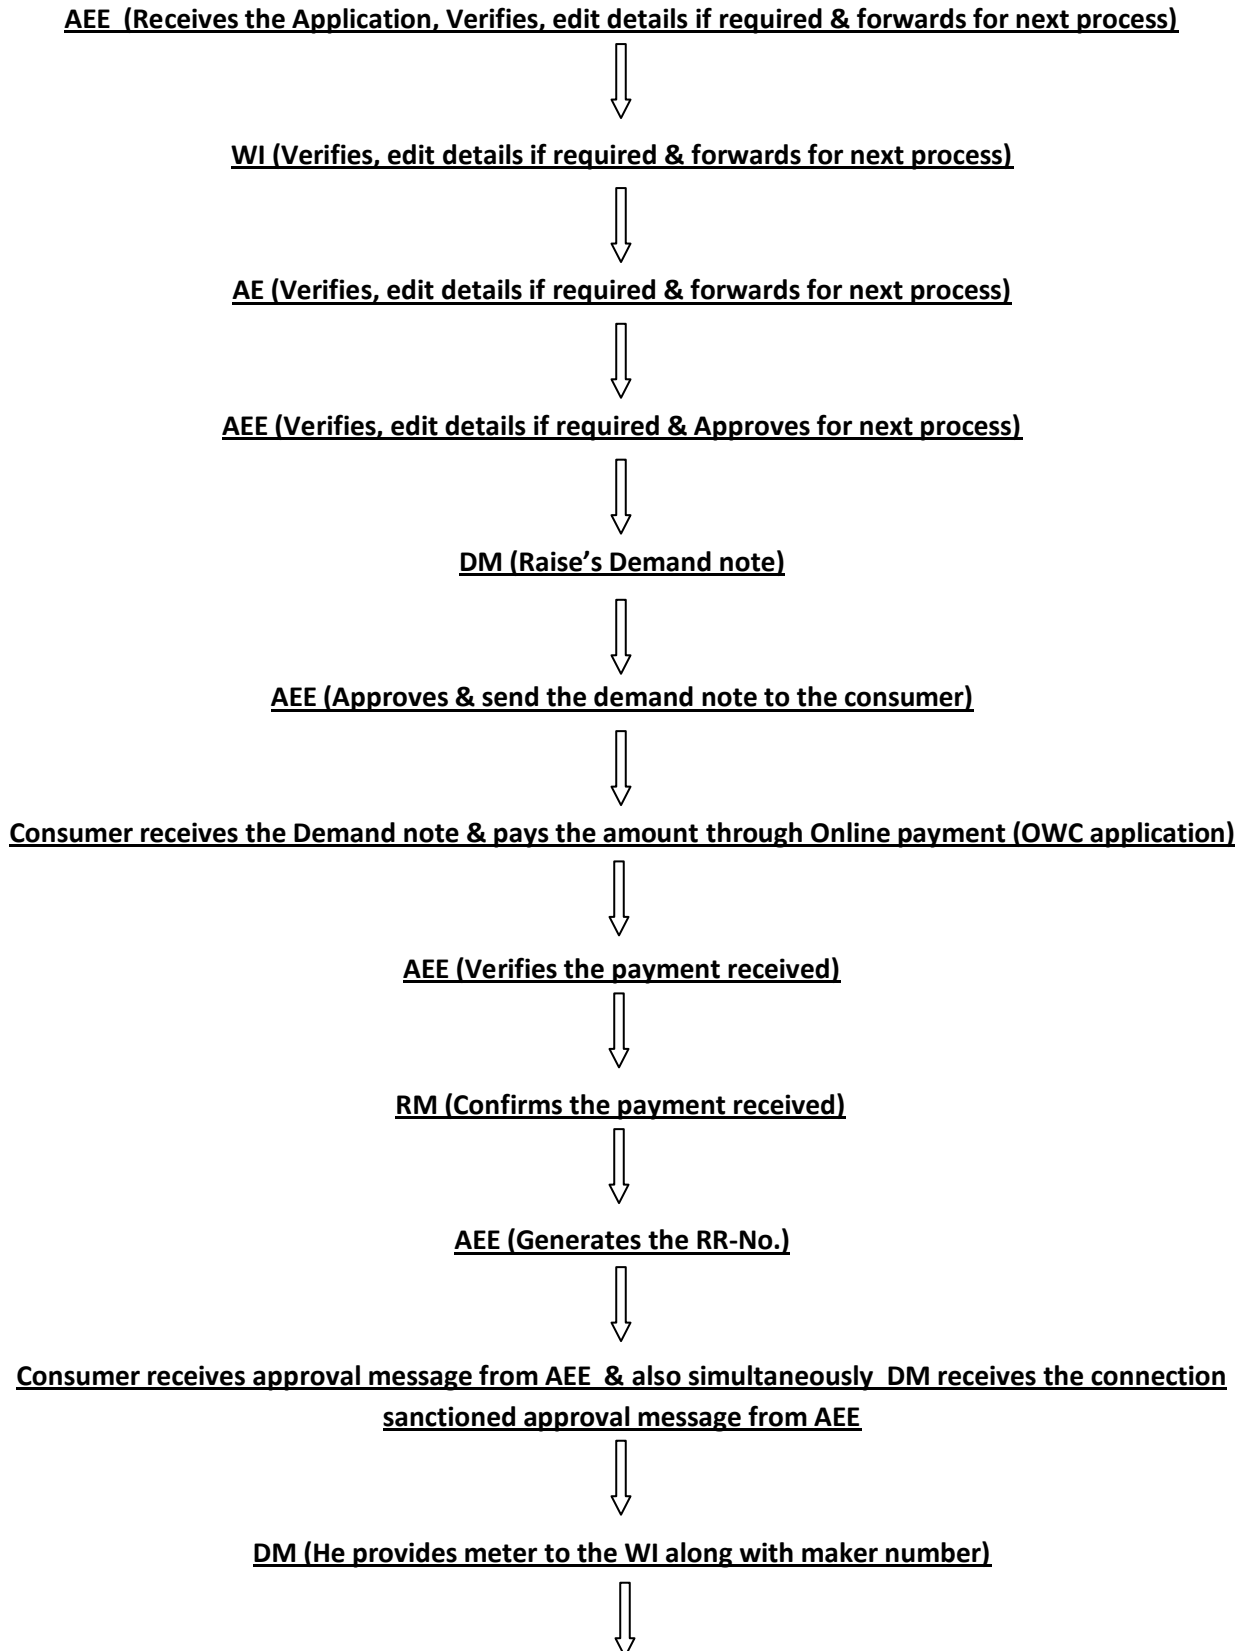 AEE (Receives the Application, Verifies, edit details if required & forwards for next process)
WI (Verifies, edit details if required & forwards for next process)
AE (Verifies, edit details if required & forwards for next process)
AEE (Verifies, edit details if required & Approves for next process)
DM (Raise’s Demand note)
AEE (Approves & send the demand note to the consumer)
Consumer receives the Demand note & pays the amount through Online payment (OWC application)
AEE (Verifies the payment received)
RM (Confirms the payment received)
AEE (Generates the RR-No.)
Consumer receives approval message from AEE & also simultaneously DM receives the connection
sanctioned approval message from AEE
DM (He provides meter to the WI along with maker number)